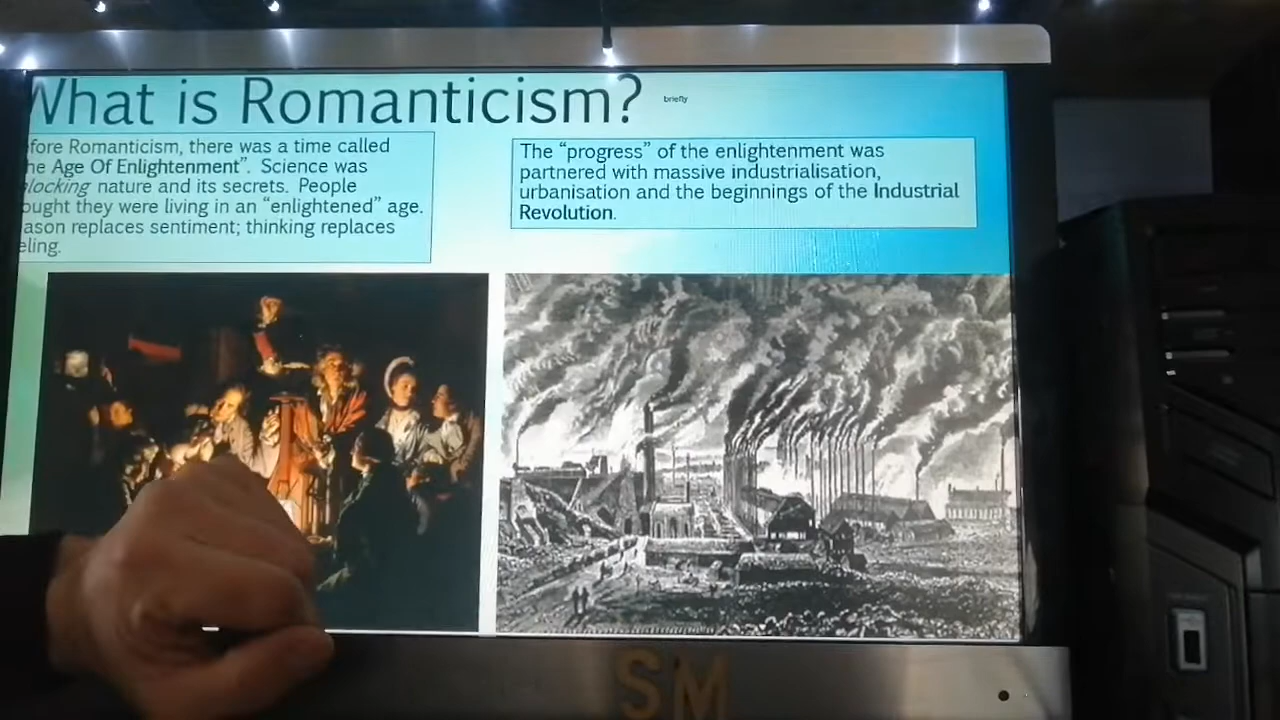 What is Romanticism?
briefly
fore Romanticism, there was a time called
he Age Of Enlightenment". Science was
locking nature and its secrets. People
ought they were living in an "enlightened" age.
ason replaces sentiment; thinking replaces
eling.
The "progress" of the enlightenment was
partnered with massive industrialisation,
urbanisation and the beginnings of the Industrial
Revolution.
SM